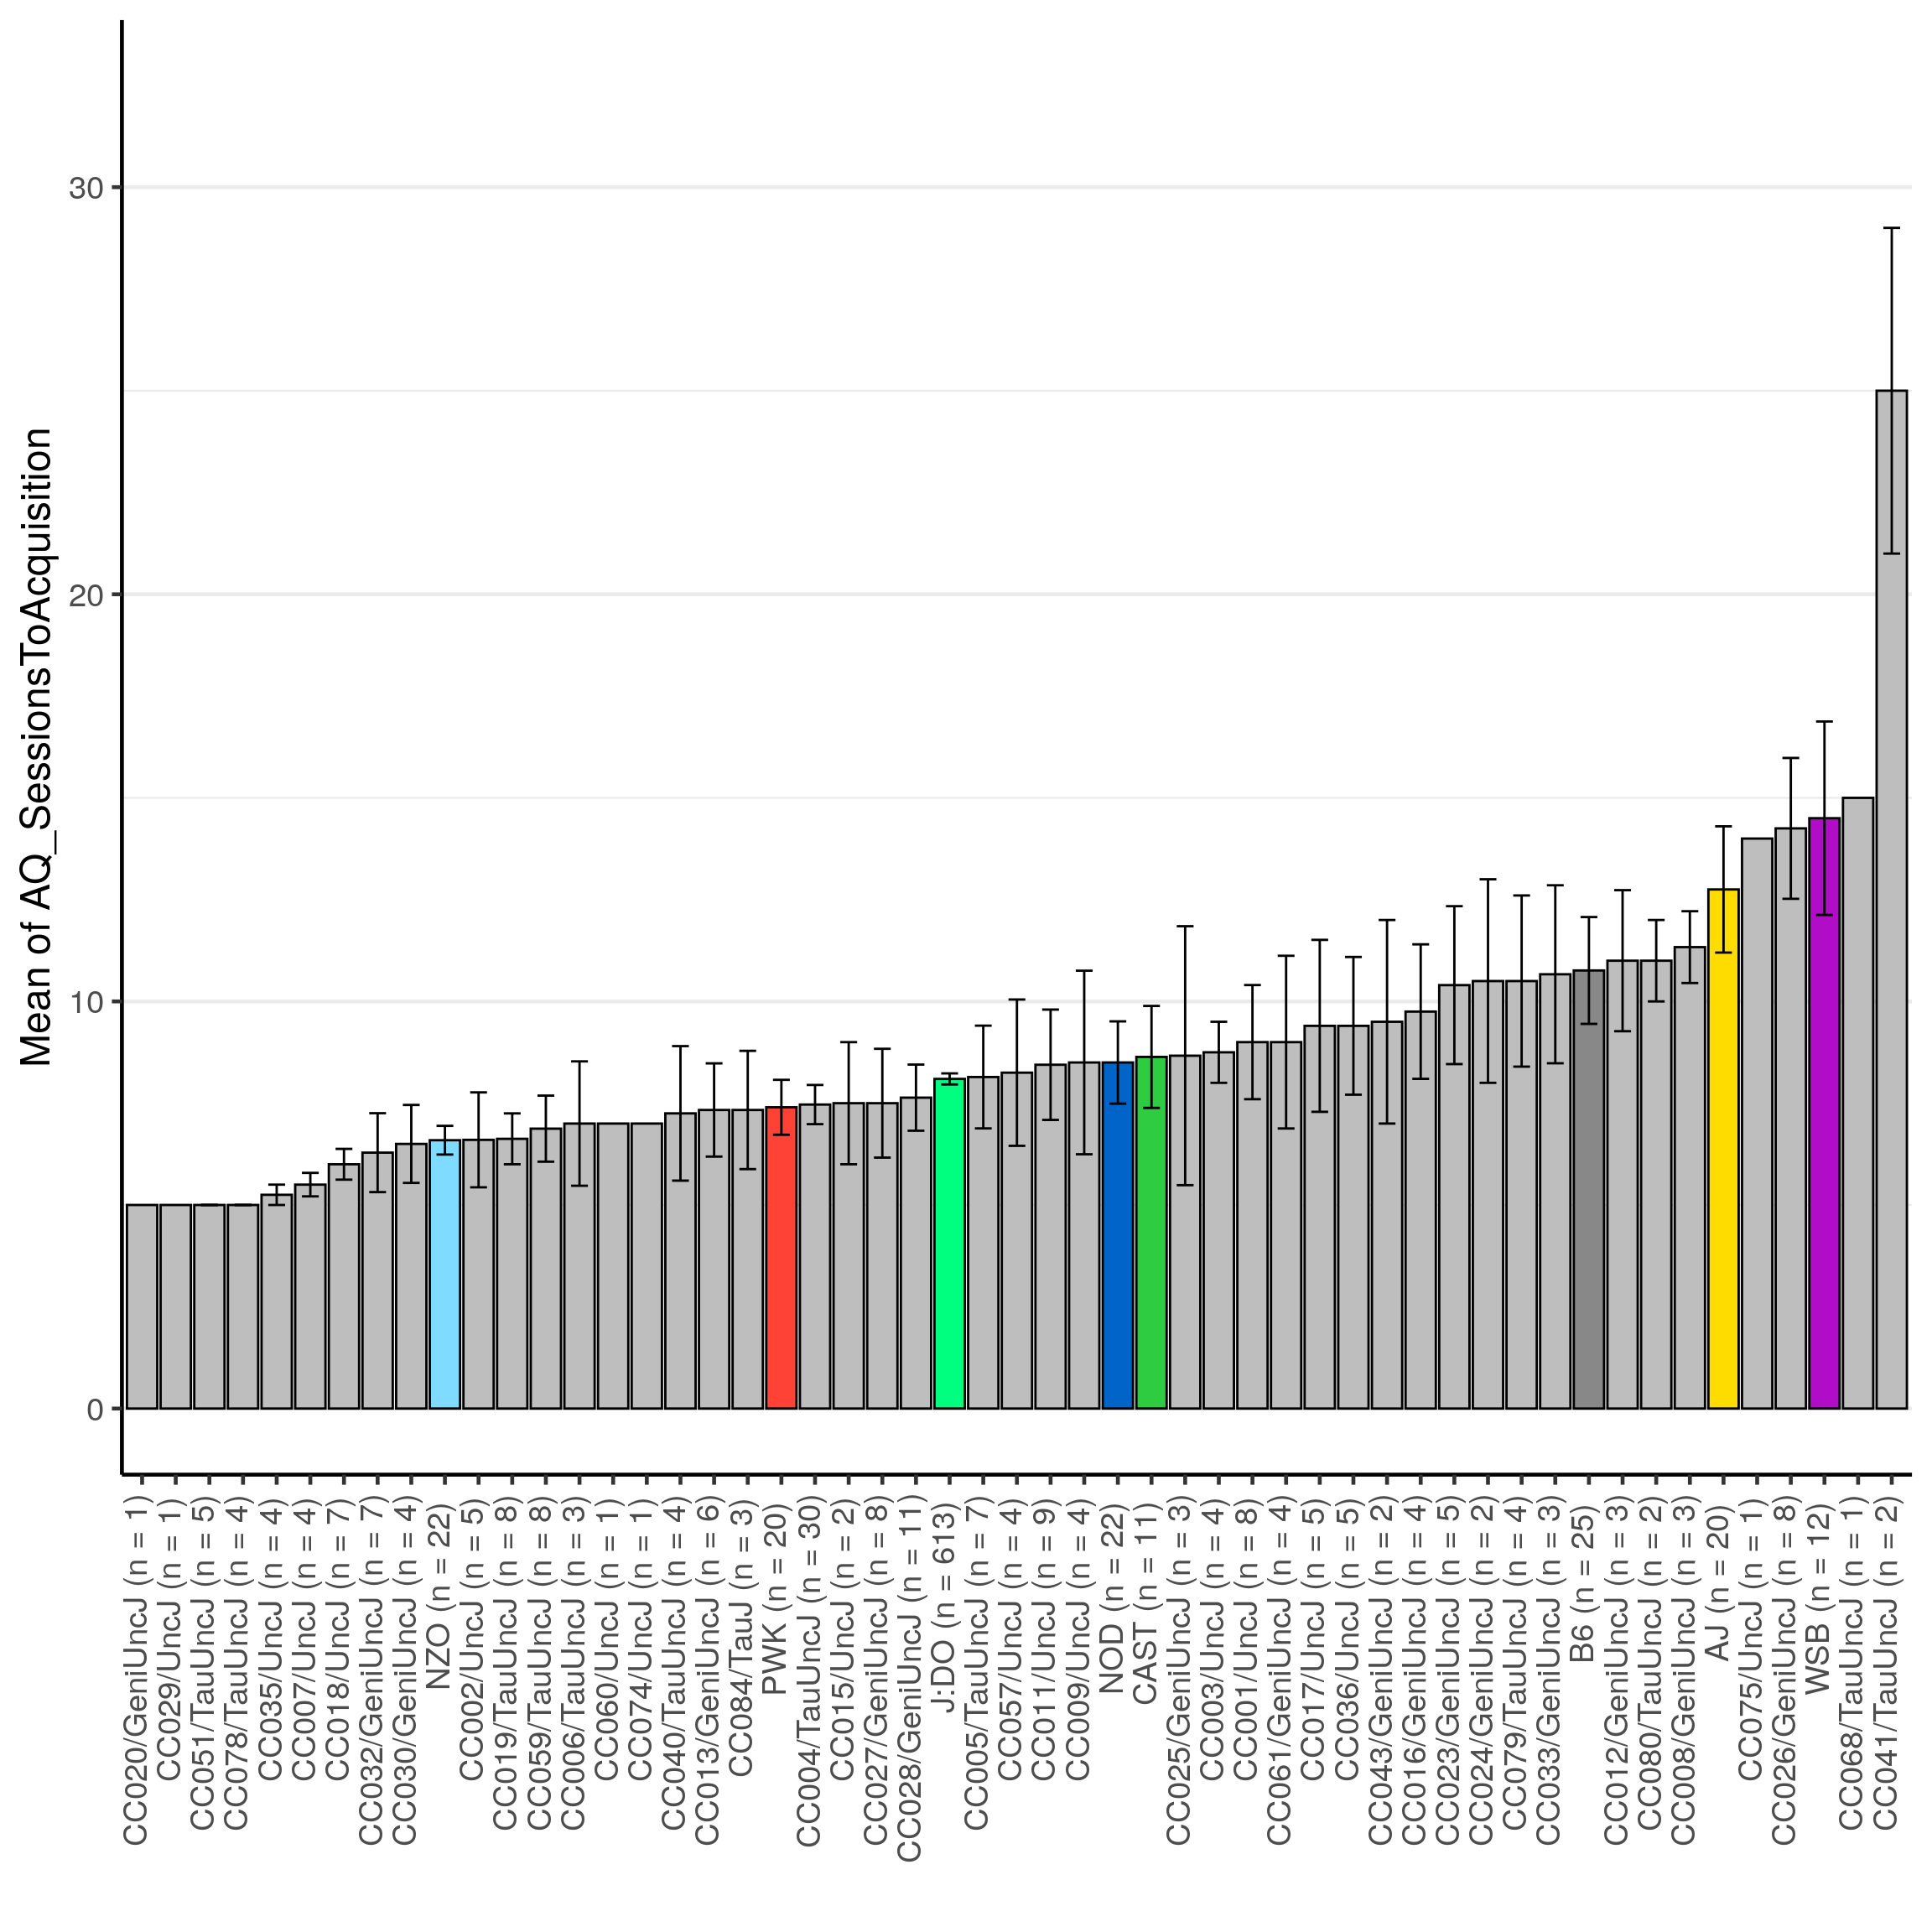 Mean of AQ_SessionsToAcquisition
30
20
10
0
CC020/GeniUncJ (n = 1)
CC029/UncJ (n = 1)
CC051/TauUncJ (n = 5)
CC078/TauUncJ (n = 4)
CC035/UncJ (n = 4)
CC007/UncJ (n = 4)
CC018/UncJ (n = 7)
CC032/GeniUncJ (n = 7)
CC030/GeniUncJ (n = 4)
NZO (n = 22)
CC002/UncJ (n = 5)
CC019/TauUncJ (n = 8)
CC059/TauUncJ (n = 8)
CC006/TauUncJ (n = 3)
CC060/UncJ (n = 1)
CC074/UncJ (n = 1)
CC040/TauUncJ (n = 4)
CC013/GeniUncJ (n = 6)
CC084/TauJ (n = 3)
PWK (n = 20)
CC004/TauUncJ (n = 30)
CC015/UncJ (n = 2)
CC027/GeniUncJ (n = 8)
CC028/GeniUncJ (n = 11)
J:DO (n = 613)
CC005/TauUncJ (n = 7)
CC057/UncJ (n = 4)
CC011/UncJ (n = 9)
CC009/UncJ (n = 4)
NOD (n = 22)
CAST (n = 11)
CC025/GeniUncJ (n = 3)
CC003/UncJ (n = 4)
CC001/UncJ (n = 8)
CC061/GeniUncJ (n = 4)
CC017/UncJ (n = 5)
CC036/UncJ (n = 5)
CC043/GeniUncJ (n = 2)
CC016/GeniUncJ (n = 4)
CC023/GeniUncJ (n = 5)
CC024/GeniUncJ (n = 2)
CC079/TauUncJ (n = 4)
CC033/GeniUncJ (n = 3)
B6 (n = 25)
CC012/GeniUncJ (n = 3)
CC080/TauUncJ (n = 2)
CC008/GeniUncJ (n = 3)
AJ (n = 20)
CC075/UncJ (n = 1)
CC026/GeniUncJ (n = 8)
WSB (n = 12)
CC068/TauUncJ (n = 1)
CC041/TauUncJ (n = 2)